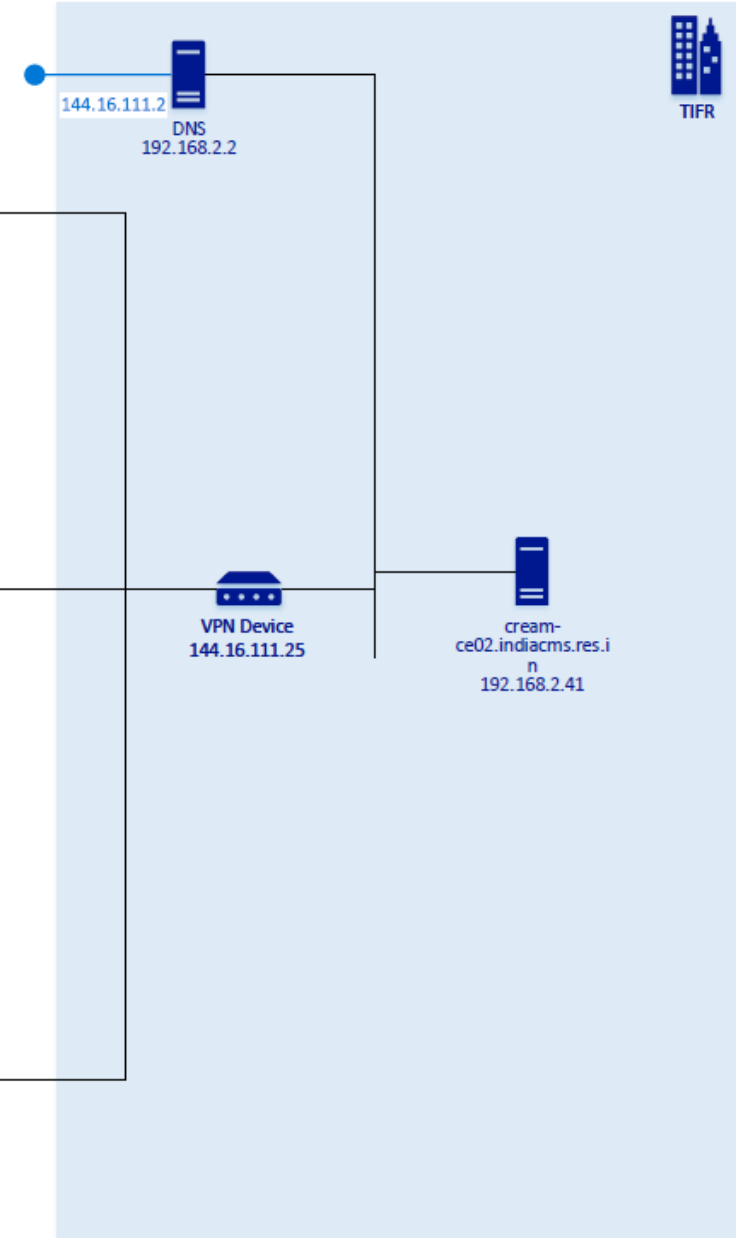 TIFR
144.16.111.2
DNS
192.168.2.2
VPN Device
144.16.111.25
cream-
ce02.indiacms.res.i
n
192.168.2.41